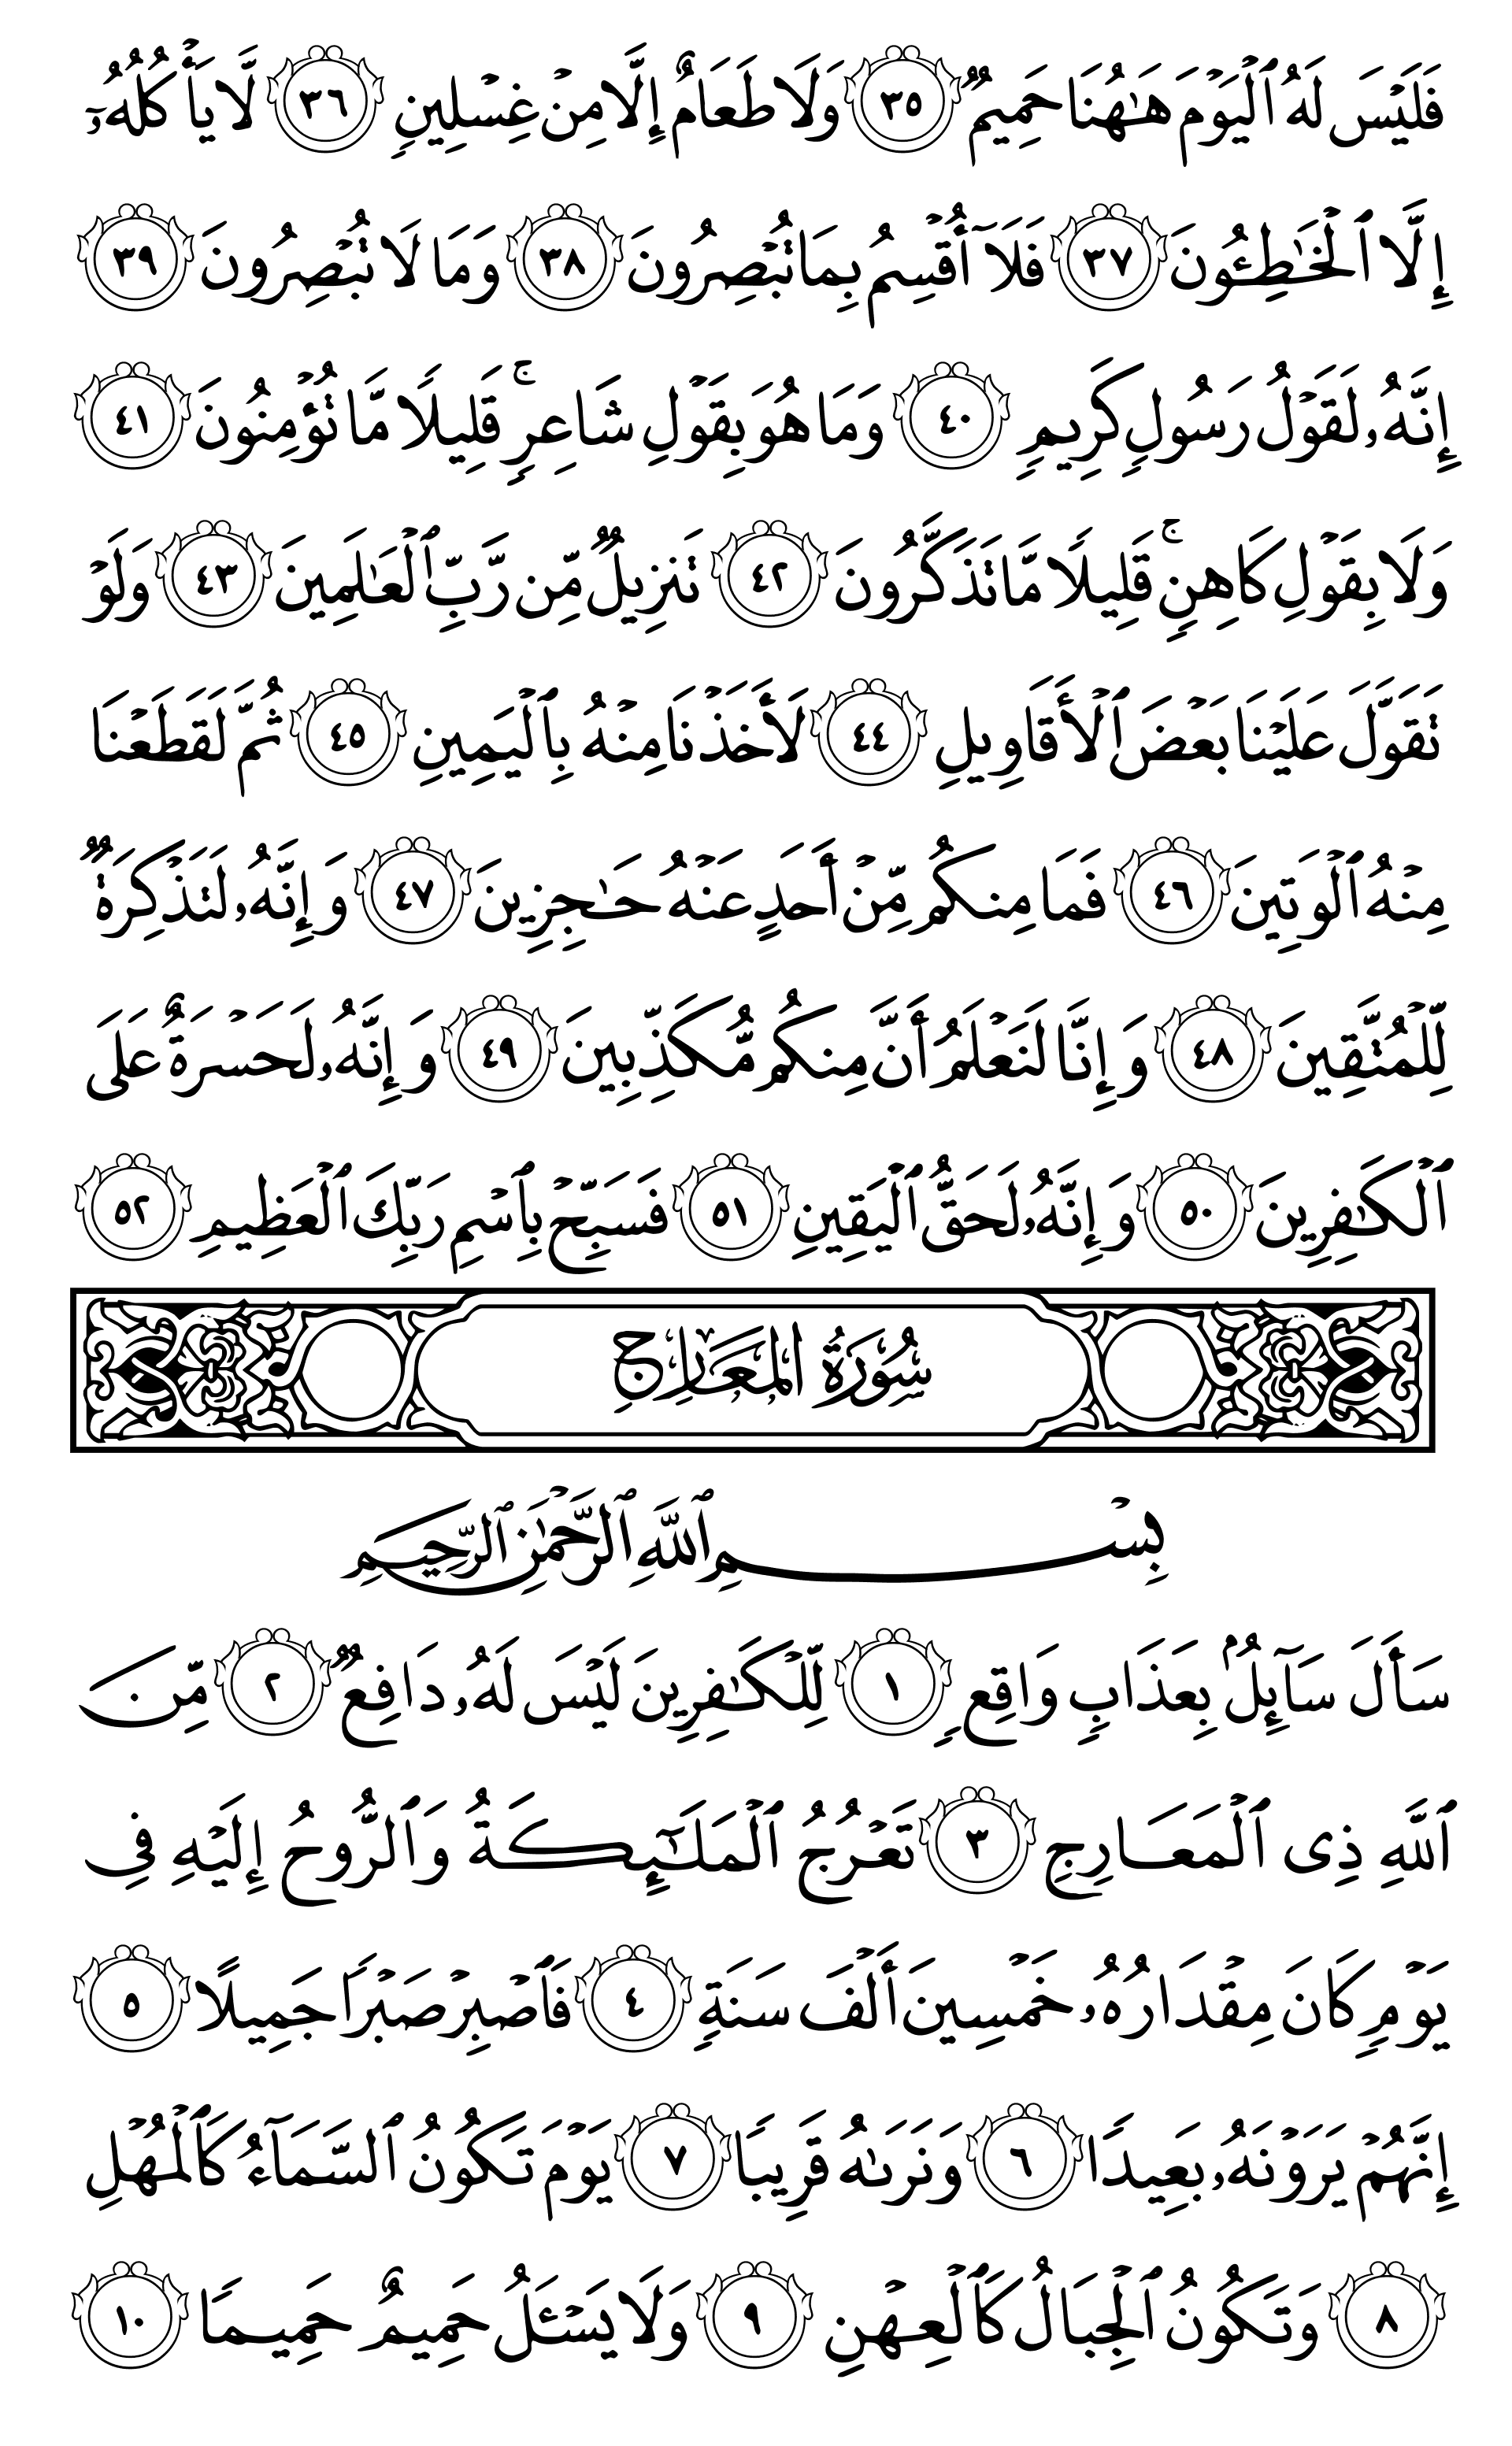 فَلَيْسَ لَهُ ٱلْيَوْمَ هَـٰهُنَا حَمِيمٌ ٣٥ وَلَا طَعَامٌ إِلَّا مِنْ غِسْلِينٍ ٣٦ لَّا يَأْكُلُهُۥٓ
إِلَّا ٱلْخَـٰطِـُٔونَ ٣٧ فَلَآ أُقْسِمُ بِمَا تُبْصِرُونَ ٣٨ وَمَا لَا تُبْصِرُونَ ٣٩
إِنَّهُۥ لَقَوْلُ رَسُولٍ كَرِيمٍ ٤٠ وَمَا هُوَ بِقَوْلِ شَاعِرٍ ۚ قَلِيلًا مَّا تُؤْمِنُونَ ٤١
وَلَا بِقَوْلِ كَاهِنٍ ۚ قَلِيلًا مَّا تَذَكَّرُونَ ٤٢ تَنزِيلٌ مِّن رَّبِّ ٱلْعَـٰلَمِينَ ٤٣ وَلَوْ
تَقَوَّلَ عَلَيْنَا بَعْضَ ٱلْأَقَاوِيلِ ٤٤ لَأَخَذْنَا مِنْهُ بِٱلْيَمِينِ ٤٥ ثُمَّ لَقَطَعْنَا
مِنْهُ ٱلْوَتِينَ ٤٦ فَمَا مِنكُم مِّنْ أَحَدٍ عَنْهُ حَـٰجِزِينَ ٤٧ وَإِنَّهُۥ لَتَذْكِرَةٌ
لِّلْمُتَّقِينَ ٤٨ وَإِنَّا لَنَعْلَمُ أَنَّ مِنكُم مُّكَذِّبِينَ ٤٩ وَإِنَّهُۥ لَحَسْرَةٌ عَلَى
ٱلْكَـٰفِرِينَ ٥٠ وَإِنَّهُۥ لَحَقُّ ٱلْيَقِينِ ٥١ فَسَبِّحْ بِٱسْمِ رَبِّكَ ٱلْعَظِيمِ ٥٢
سُورَةُ المَعَارِجِ
بِسْمِ ٱللَّهِ ٱلرَّحْمَـٰنِ ٱلرَّحِيمِ
سَأَلَ سَآئِلٌۢ بِعَذَابٍ وَاقِعٍ ١ لِّلْكَـٰفِرِينَ لَيْسَ لَهُۥ دَافِعٌ ٢ مِّنَ
ٱللَّهِ ذِى ٱلْمَعَارِجِ ٣ تَعْرُجُ ٱلْمَلَـٰٓئِكَةُ وَٱلرُّوحُ إِلَيْهِ فِى
يَوْمٍ كَانَ مِقْدَارُهُۥ خَمْسِينَ أَلْفَ سَنَةٍ ٤ فَٱصْبِرْ صَبْرًا جَمِيلًا ٥
إِنَّهُمْ يَرَوْنَهُۥ بَعِيدًا ٦ وَنَرَىٰهُ قَرِيبًا ٧ يَوْمَ تَكُونُ ٱلسَّمَآءُ كَٱلْمُهْلِ
٨ وَتَكُونُ ٱلْجِبَالُ كَٱلْعِهْنِ ٩ وَلَا يَسْـَٔلُ حَمِيمٌ حَمِيمًا ١٠